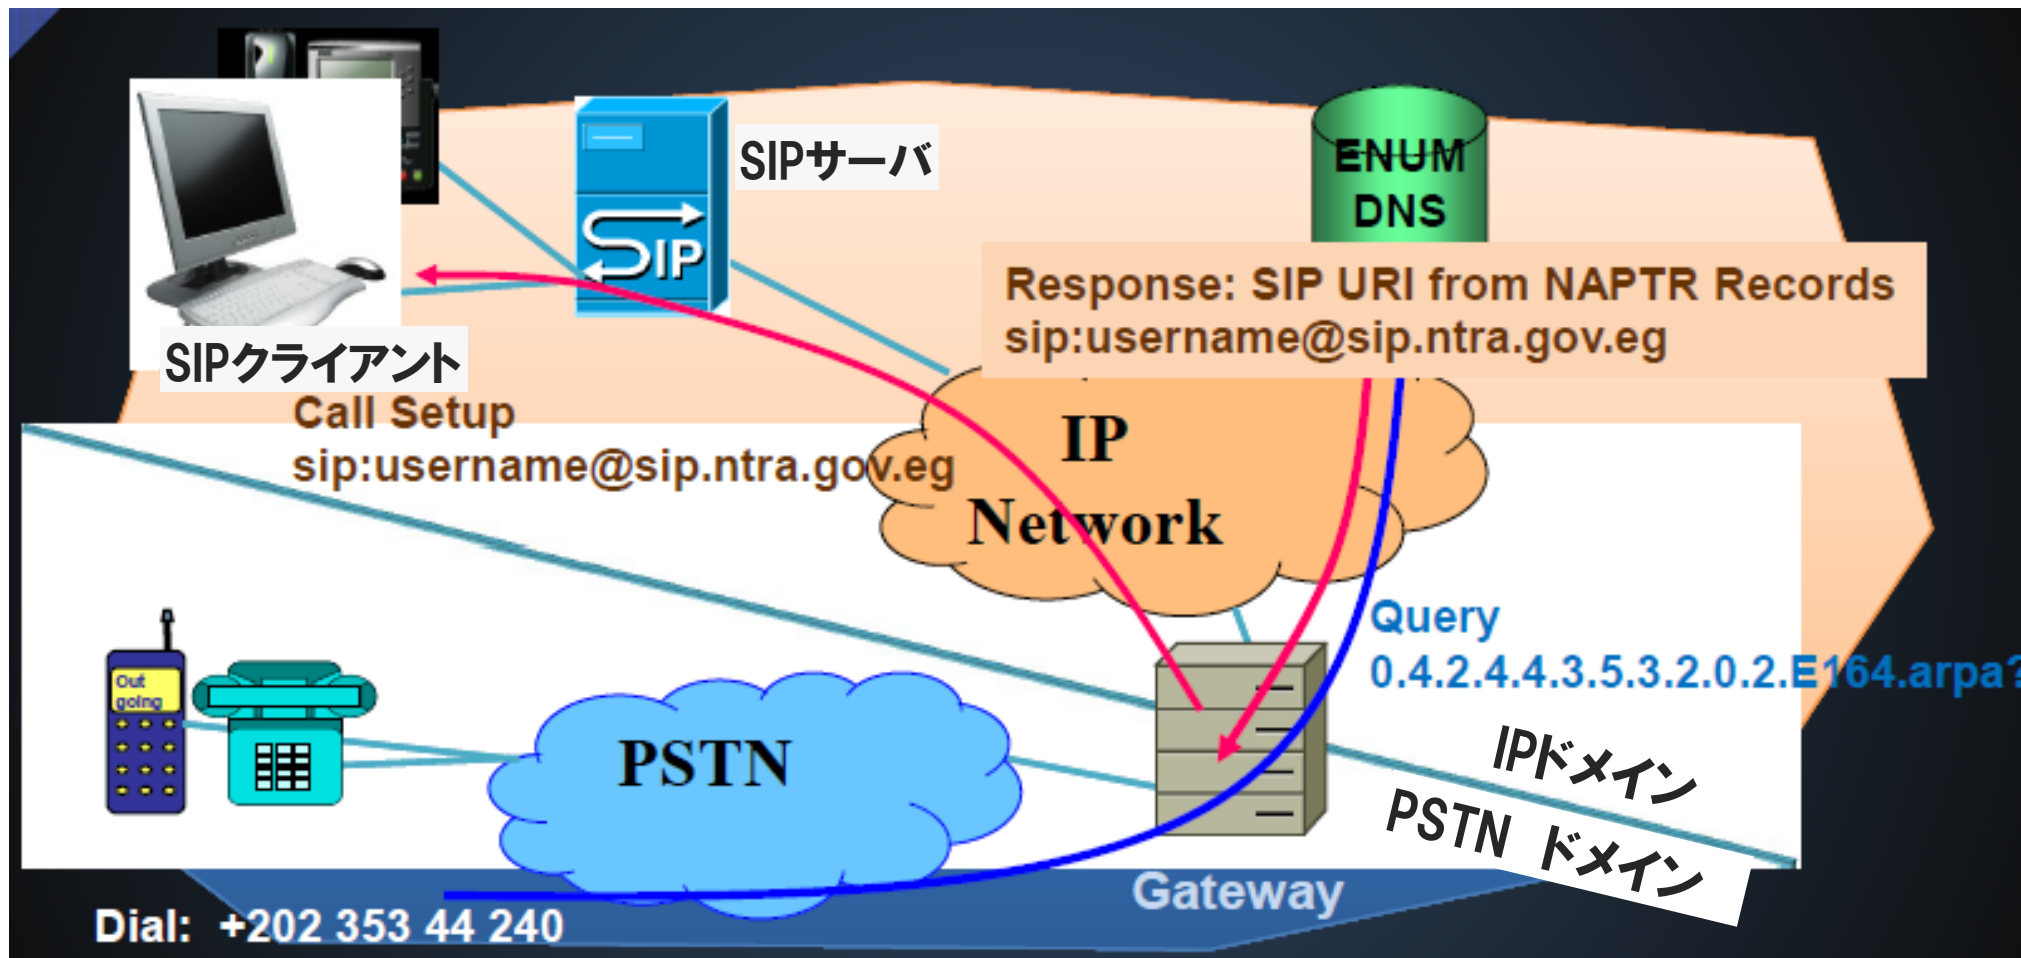 SIPサーバ
ENUM
DNS
SIP
Response: SIP URI from NAPTR Records
sip:username@sip.ntra.gov.eg
SIPクライアント
Call Setup
sip:username@sip.ntra.gov.eg
IP
Network
Query
0.4.2.4.4.3.5.3.2.0.2.E164.arpa?
Out
going
PSTN
IPドメイン
PSTN ドメイン
Gateway
Dial: +202 353 44 240